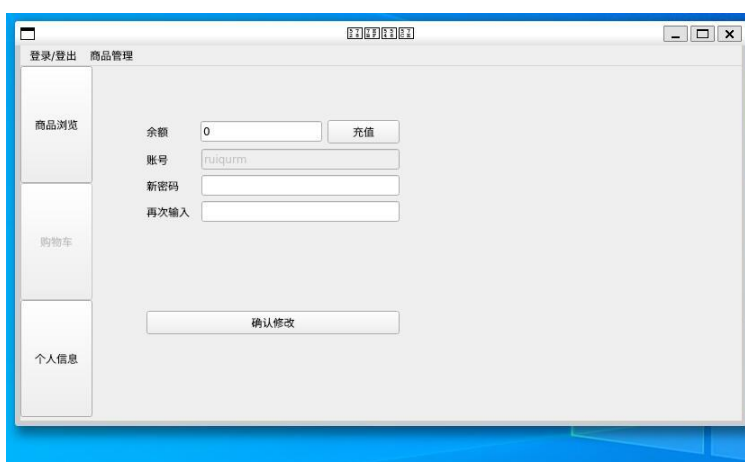 登录/登出 商品管理
商品浏览
余额 0 充值
账号 ruiqurm
新密码
再次输入
购物车
确认修改
个人信息